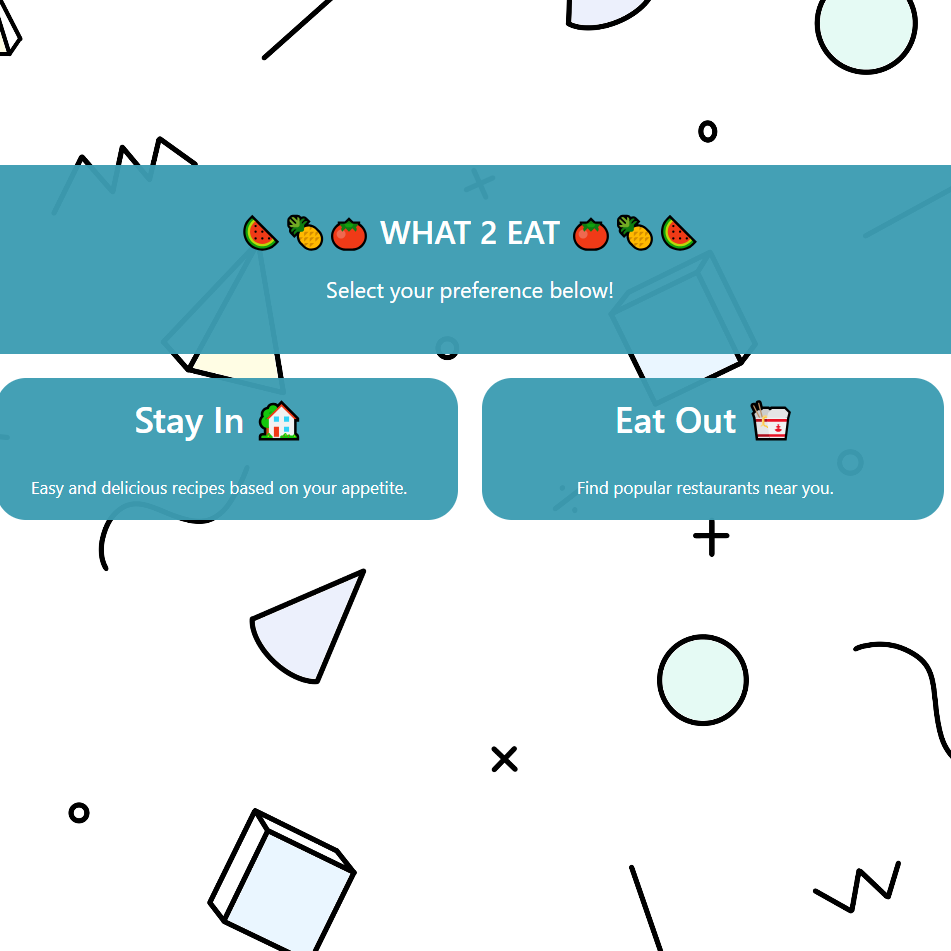 🍉🍍🍅 WHAT 2 EAT 🍅🍍🍉
Select your preference below!
Stay In 🏡
Easy and delicious recipes based on your appetite.
Eat Out 🥡
Find popular restaurants near you.